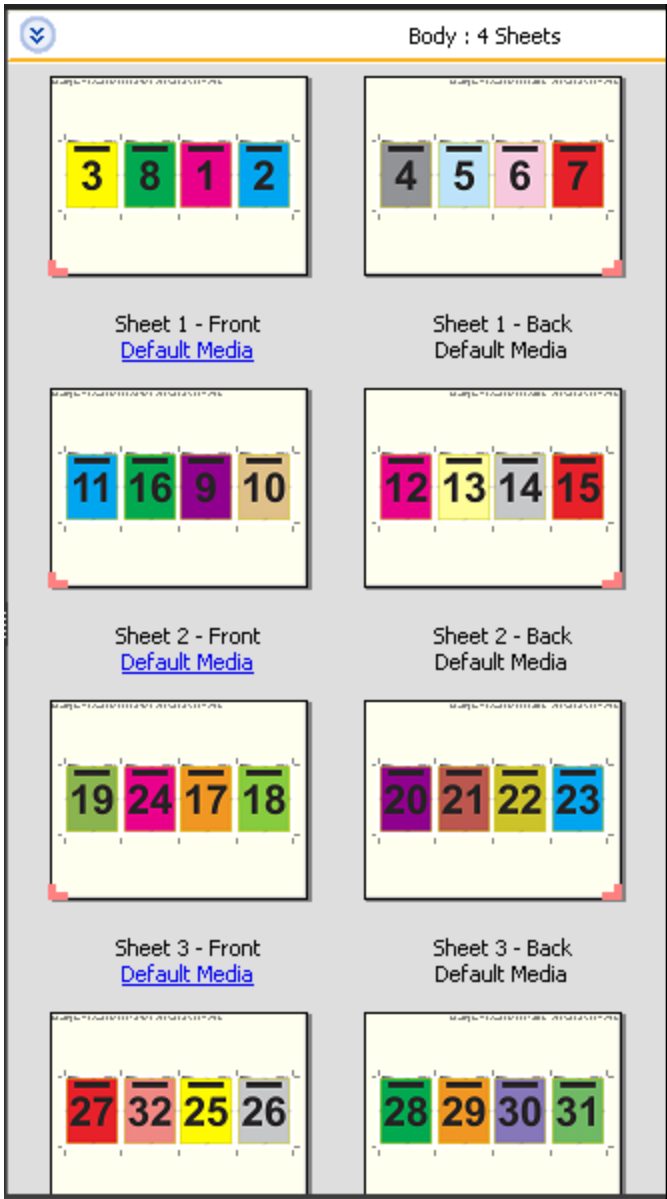 Body : 4 Sheets
3 8 1 2
4 5 6 7
Sheet 1 - Front
Default Media
Sheet 1 - Back
Default Media
11 16 9 10
12 13 14 15
Sheet 2 - Front
Default Media
Sheet 2 - Back
Default Media
19 24 17 18
20 21 22 23
Sheet 3 - Front
Default Media
Sheet 3 - Back
Default Media
27 32 25 26
28 29 30 31